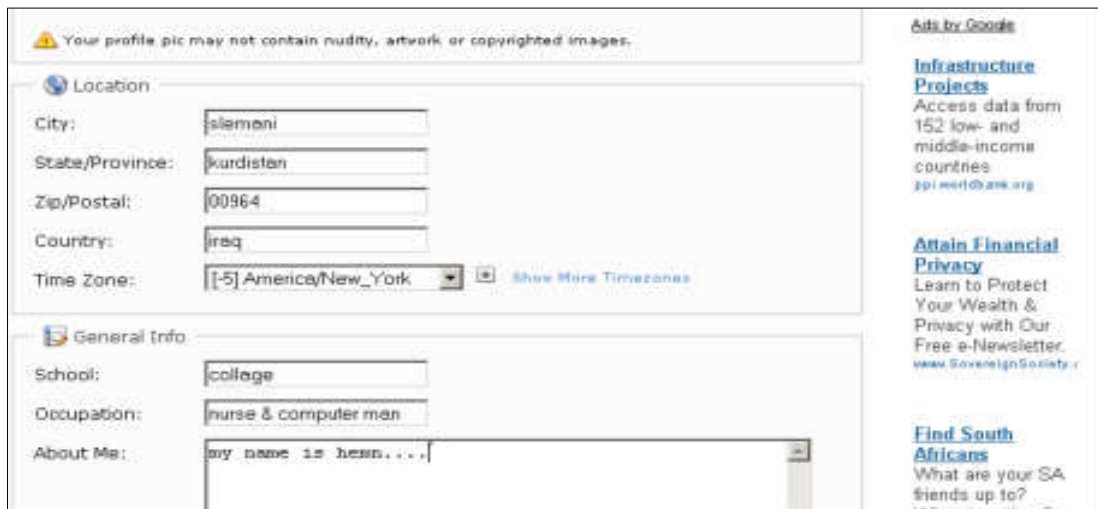 Your profile pic may not contain nudity, artwork or copyrighted images.
Location
City: slemani
State/Province: kurdistan
Zip/Postal: 00964
Country: iraq
Time Zone: [-5] America/New_York Show More Timezones
General Info
School: collage
Occupation: nurse & computer man
About Me: my name is hemn....
Ads by Google
Infrastructure
Projects
Access data from
152 low- and
middle-income
countries
ppi.worldbank.org
Attain Financial
Privacy
Learn to Protect
Your Wealth &
Privacy with Our
Free e-Newsletter.
www.SovereignSociety.c
Find South
Africans
What are your SA
friends up to?